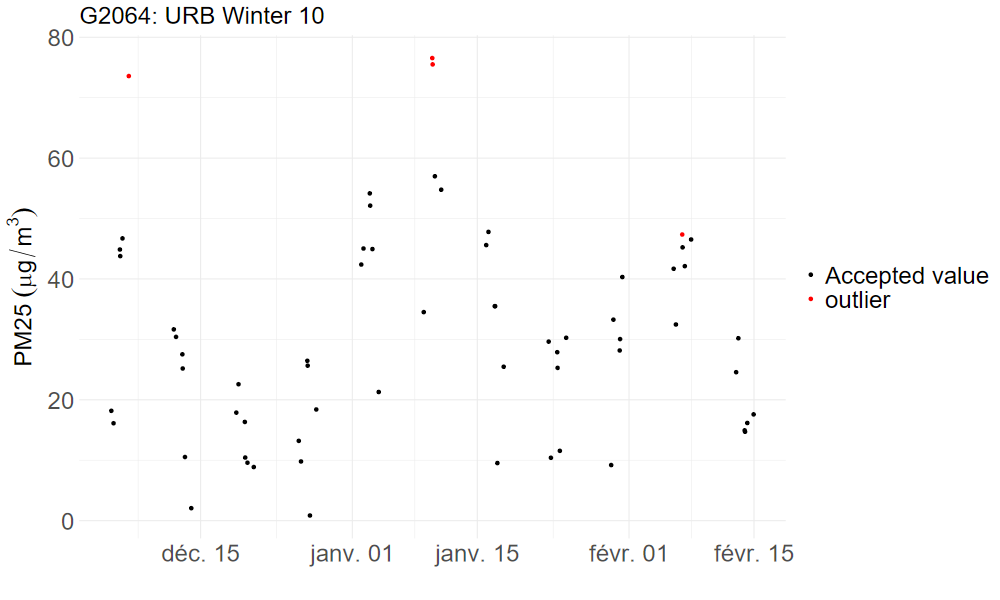 G2064: URB Winter 10
80
60
40
20
0
PM25 (μg/m³)
déc. 15
janv. 01
janv. 15
févr. 01
févr. 15
Accepted value
outlier